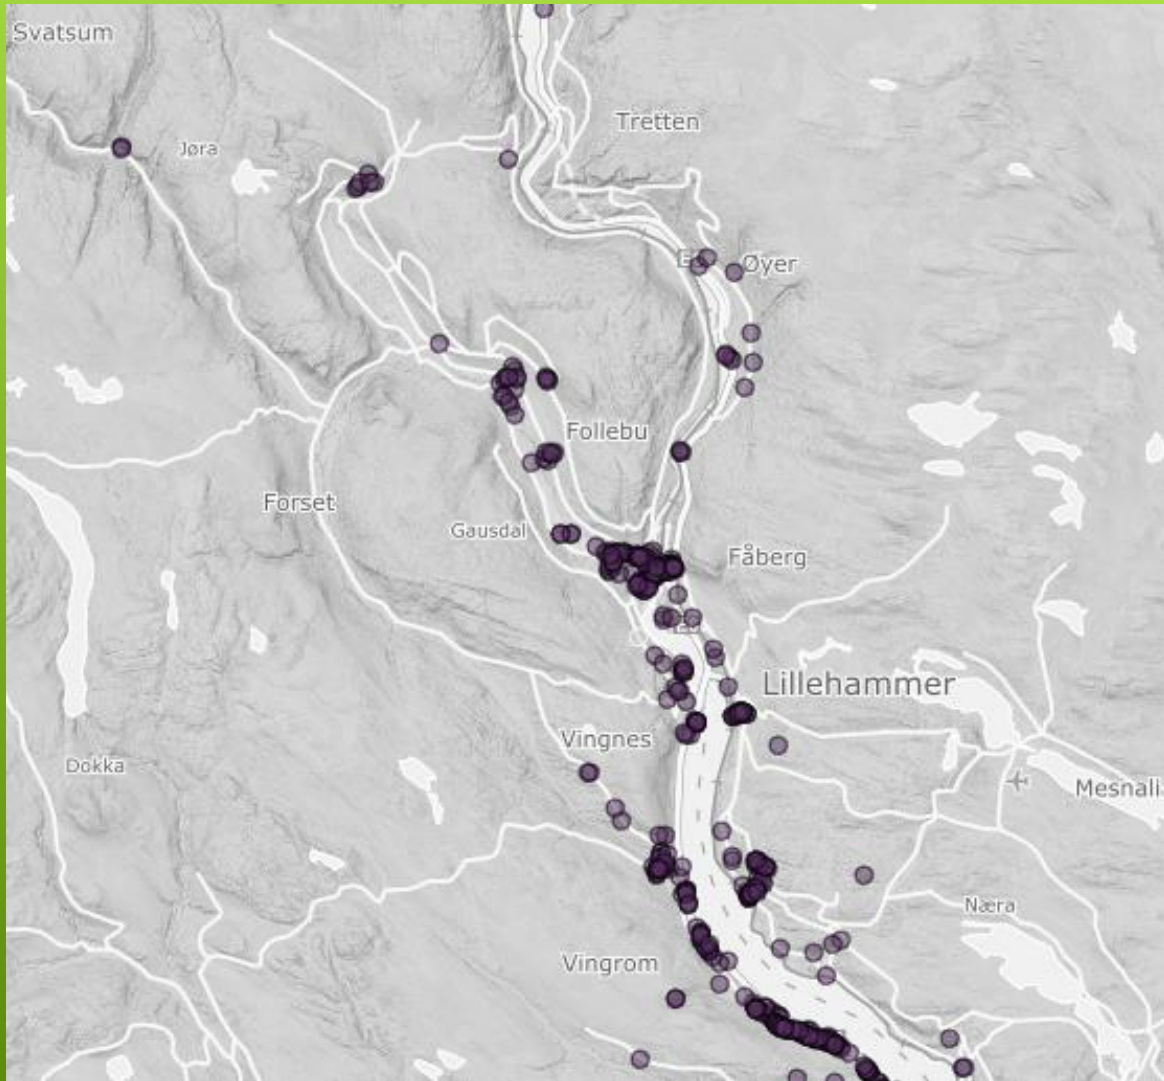 Svatsum
Tretten
Jøra
Øyer
Follebu
Forset
Gausdal
Fåberg
Lillehammer
Vingnes
Dokka
Mesnali
Næra
Vingrom